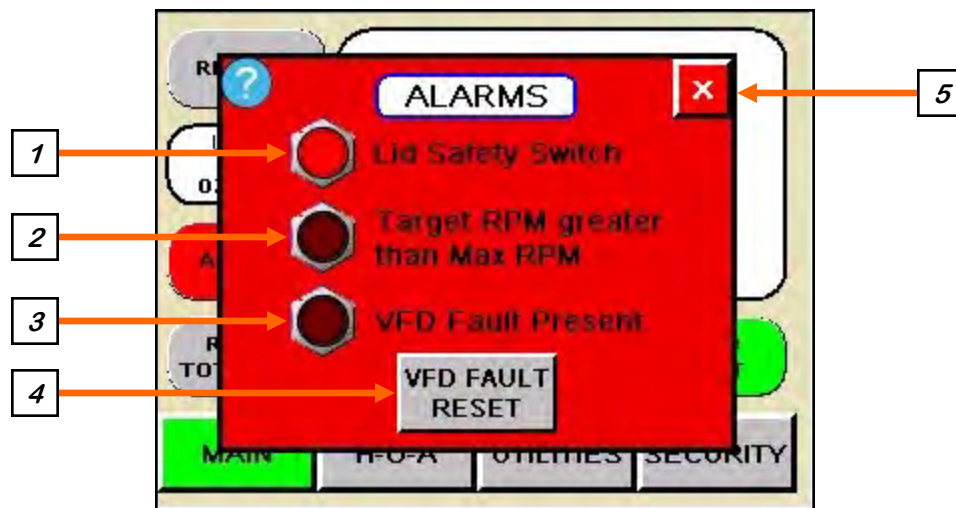 ?
ALARMS
x
5
1
Lid Safety Switch
2
Target RPM greater
than Max RPM
3
VFD Fault Present
4
VFD FAULT
RESET
MAIN
H-O-A
UTILITIES
SECURITY